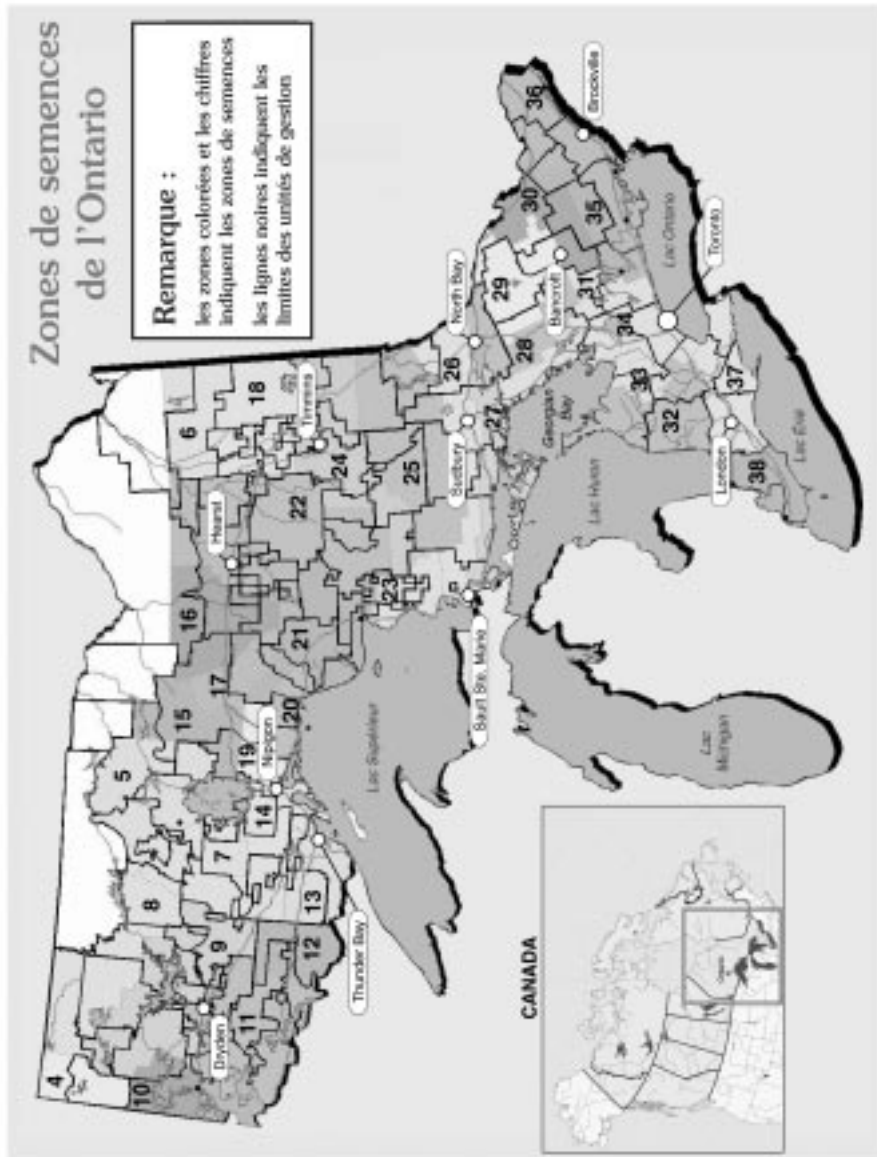 Zones de semences
de l'Ontario
Remarque :
les zones colorées et les chiffres
indiquent les zones de semences
les lignes noires indiquent les
limites des unités de gestion
4
5
6
7
8
9
10
11
12
13
14
15
16
17
18
19
20
21
22
23
24
25
26
27
28
29
30
31
32
33
34
35
36
37
38
Dryden
Thunder Bay
Nipigon
Hearst
Timmins
Sault Ste. Marie
Sudbury
North Bay
Bancroft
Brockville
Toronto
London
Lac Supérieur
Lac
Michigan
Lac Huron
Georgian
Bay
Lac Ontario
Lac Érié
CANADA